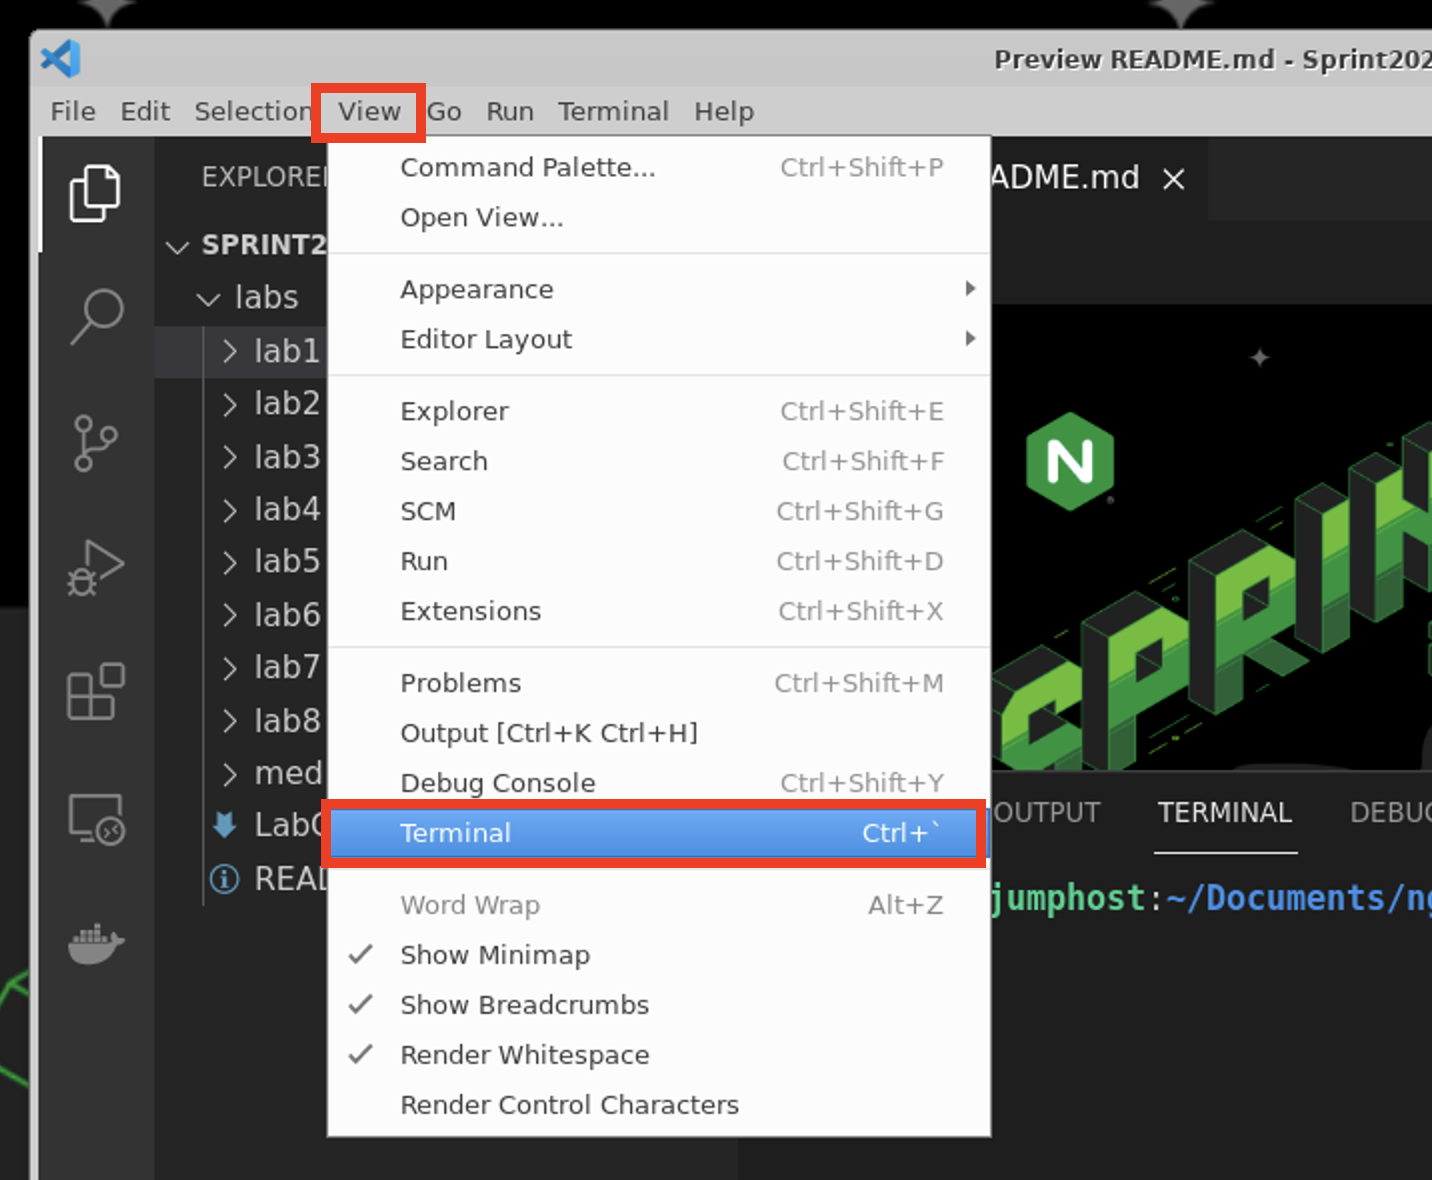 Preview README.md - Sprint202
File Edit Selection View Go Run Terminal Help
EXPLORE
SPRINT2
labs
lab1
lab2
lab3
lab4
lab5
lab6
lab7
lab8
med
Lab
REA
Command Palette... Ctrl+Shift+P
Open View...
Appearance
Editor Layout
Explorer Ctrl+Shift+E
Search Ctrl+Shift+F
SCM Ctrl+Shift+G
Run Ctrl+Shift+D
Extensions Ctrl+Shift+X
Problems Ctrl+Shift+M
Output [Ctrl+K Ctrl+H]
Debug Console Ctrl+Shift+Y
Terminal Ctrl+`
Word Wrap Alt+Z
Show Minimap
Show Breadcrumbs
Render Whitespace
Render Control Characters
ADME.md
N
SPRIN
OUTPUT TERMINAL DEBUG
jumphost:~/Documents/ng